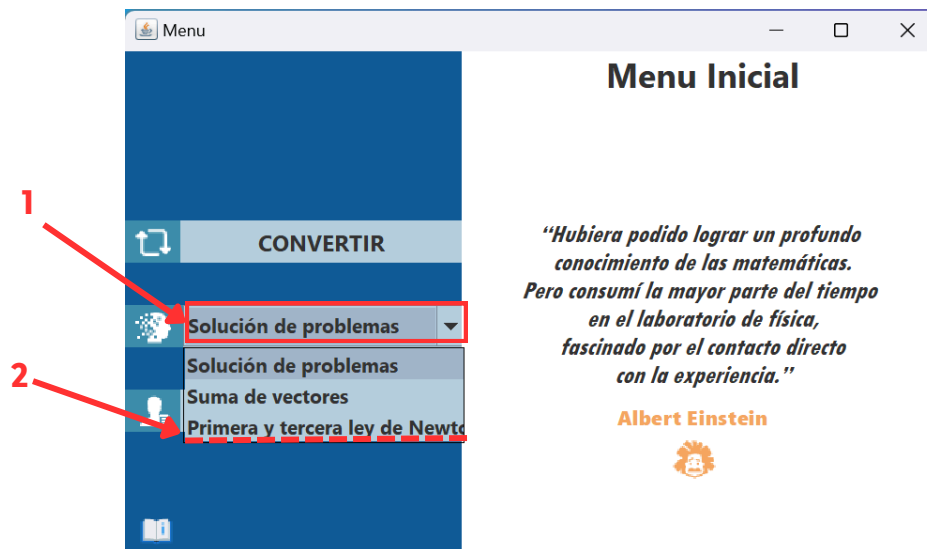 Menu
Menu Inicial
1
CONVERTIR
Solución de problemas
Solución de problemas
2
Suma de vectores
Primera y tercera ley de Newto
“Hubiera podido lograr un profundo
conocimiento de las matemáticas.
Pero consumí la mayor parte del tiempo
en el laboratorio de física,
fascinado por el contacto directo
con la experiencia.”
Albert Einstein